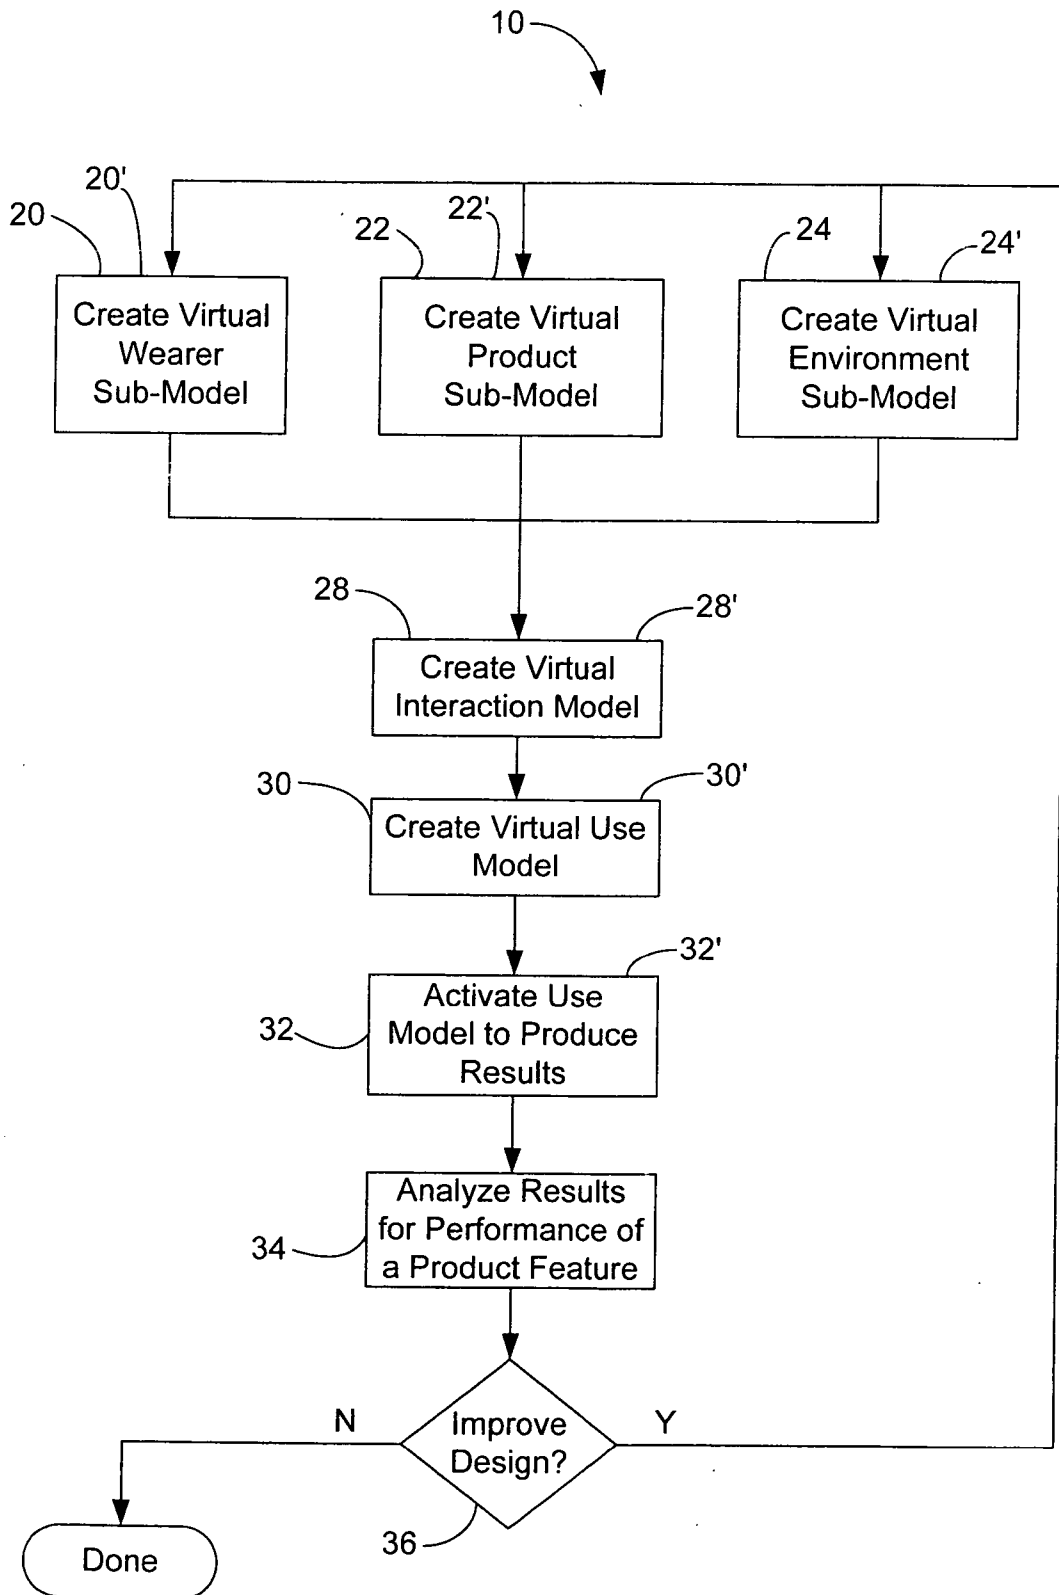 10
20
20'
22
22'
24
24'
Create Virtual
Wearer
Sub-Model
Create Virtual
Product
Sub-Model
Create Virtual
Environment
Sub-Model
28
28'
Create Virtual
Interaction Model
30
30'
Create Virtual Use
Model
32
32'
Activate Use
Model to Produce
Results
34
Analyze Results
for Performance of
a Product Feature
N
Improve
Design?
Y
36
Done